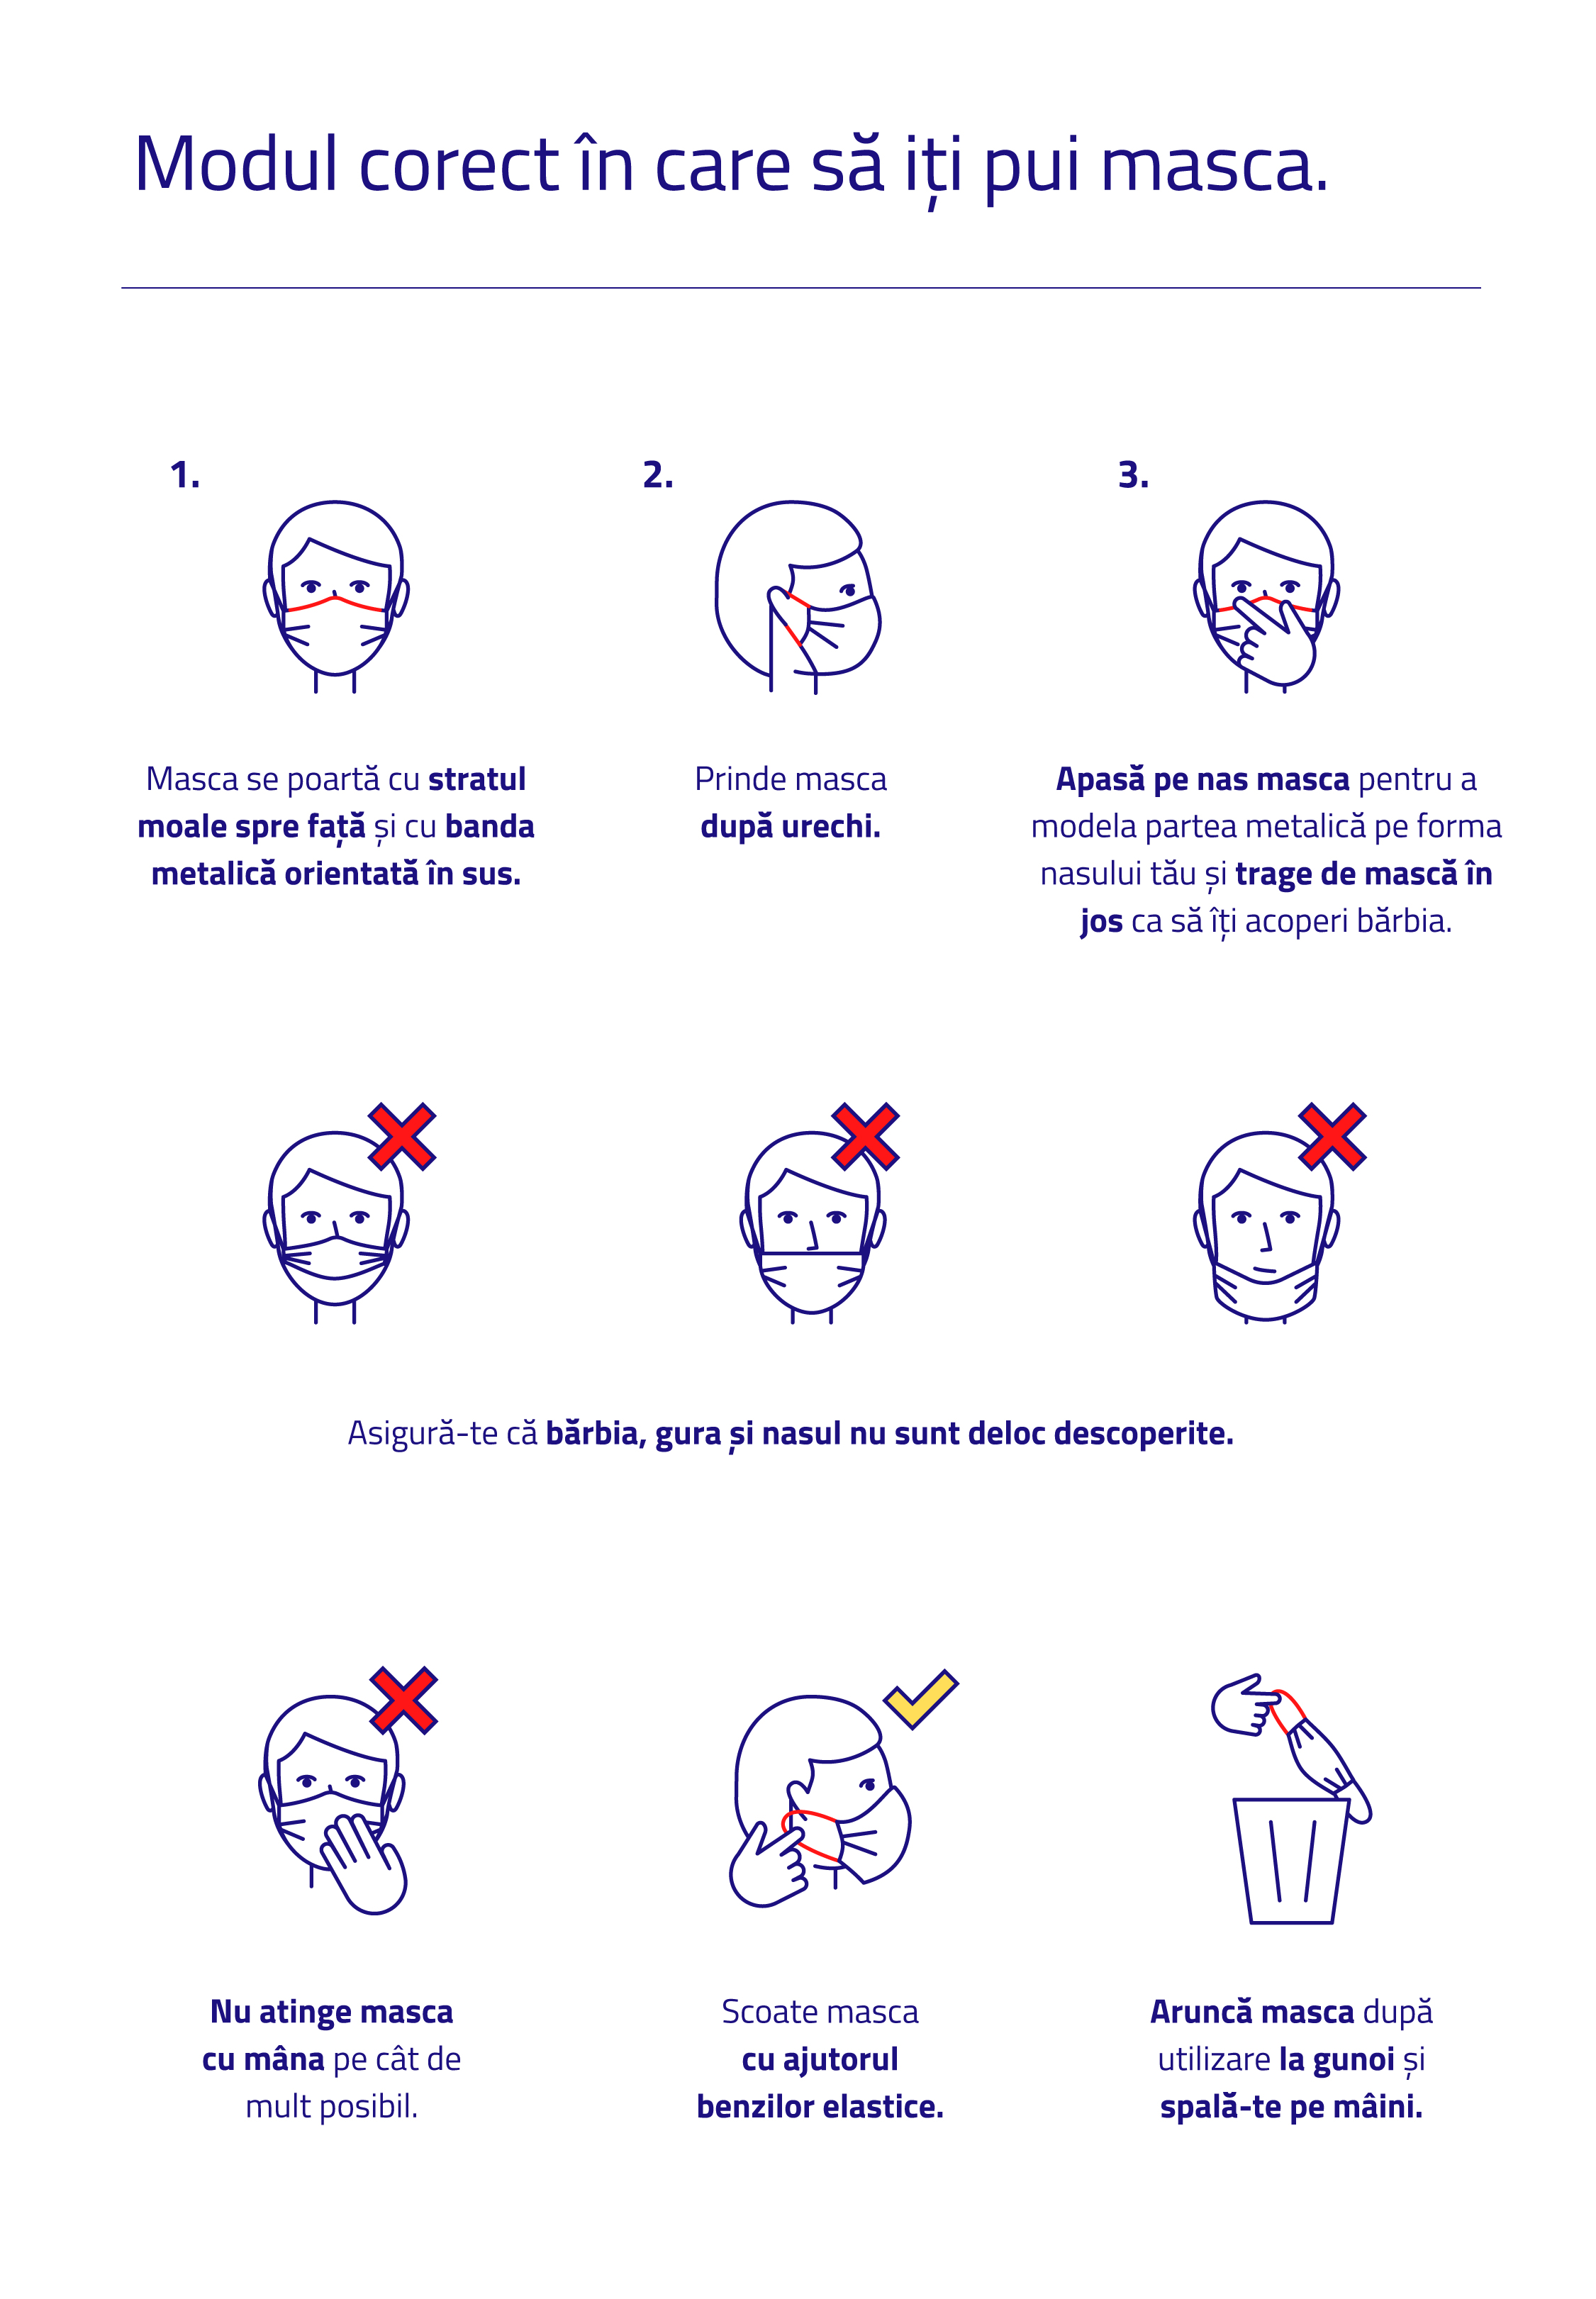 Modul corect în care să iți pui masca.
1.
Masca se poartă cu stratul
moale spre față și cu banda
metalică orientată în sus.
2.
Prinde masca
după urechi.
3.
Apasă pe nas masca pentru a
modela partea metalică pe forma
nasului tău și trage de mască în
jos ca să îți acoperi bărbia.
Asigură-te că bărbia, gura și nasul nu sunt deloc descoperite.
Nu atinge masca
cu mâna pe cât de
mult posibil.
Scoate masca
cu ajutorul
benzilor elastice.
Aruncă masca după
utilizare la gunoi și
spală-te pe mâini.